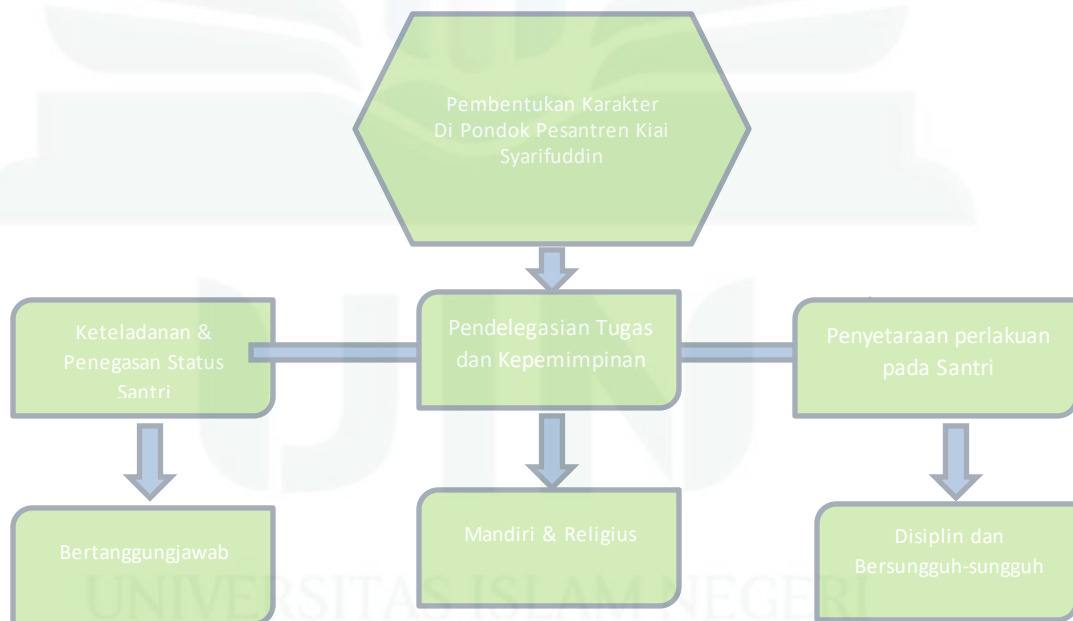 Pembentukan Karakter
Di Pondok Pesantren Kiai
Syarifuddin
Keteladanan &
Penegasan Status
Santri
Pendelegasian Tugas
dan Kepemimpinan
Penyetaraan perlakuan
pada Santri
Bertanggungjawab
Mandiri & Religius
Disiplin dan
Bersungguh-sungguh
UIN
UNIVERSITAS ISLAM NEGERI